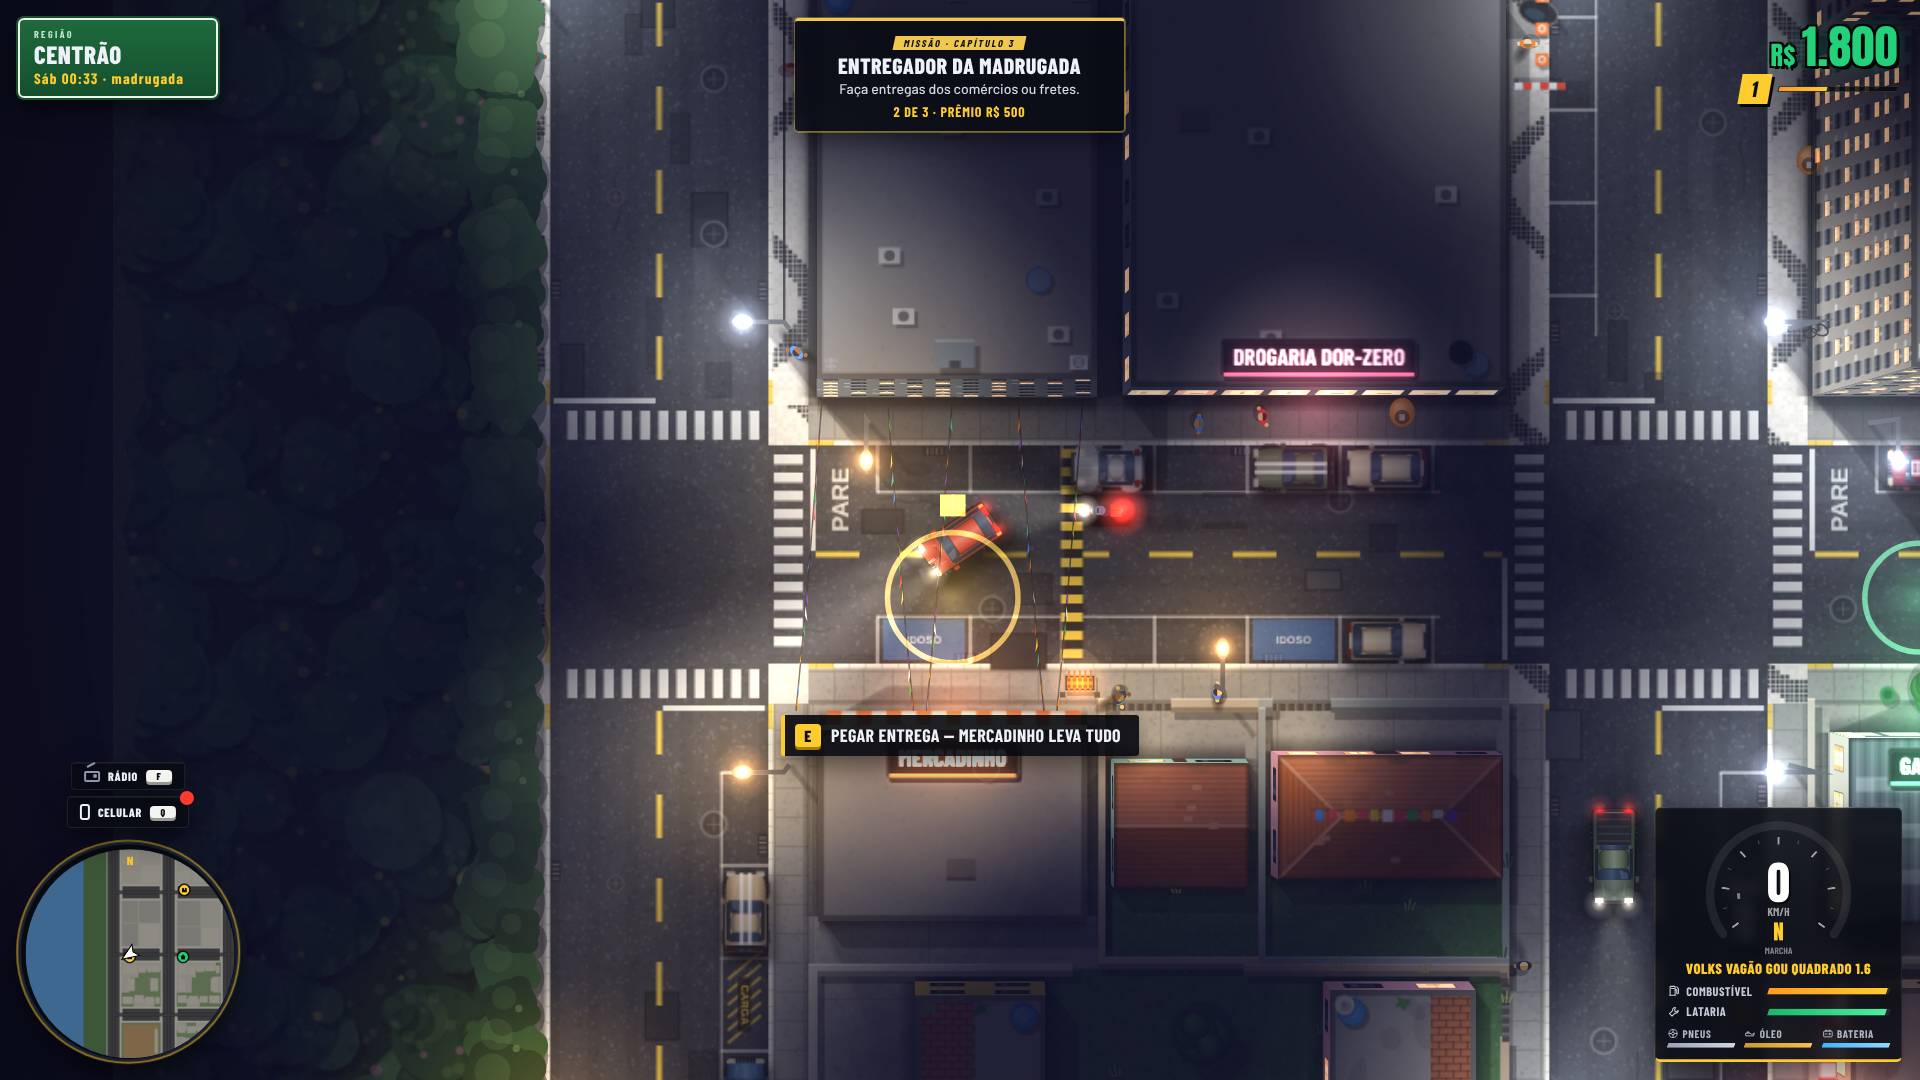 REGIÃO
CENTRÃO
Sáb 00:33 · madrugada
MISSÃO · CAPÍTULO 3
ENTREGADOR DA MADRUGADA
Faça entregas dos comércios ou fretes.
2 DE 3 · PRÊMIO R$ 500
R$ 1.800
1
DROGARIA DOR-ZERO
PARE
PARE
IDOSO
IDOSO
E PEGAR ENTREGA — MERCADINHO LEVA TUDO
MERCADINHO
GA
RÁDIO F
CELULAR Q
N
CARGA
0
KM/H
N
MARCHA
VOLKS VAGÃO GOU QUADRADO 1.6
COMBUSTÍVEL
LATARIA
PNEUS ÓLEO BATERIA